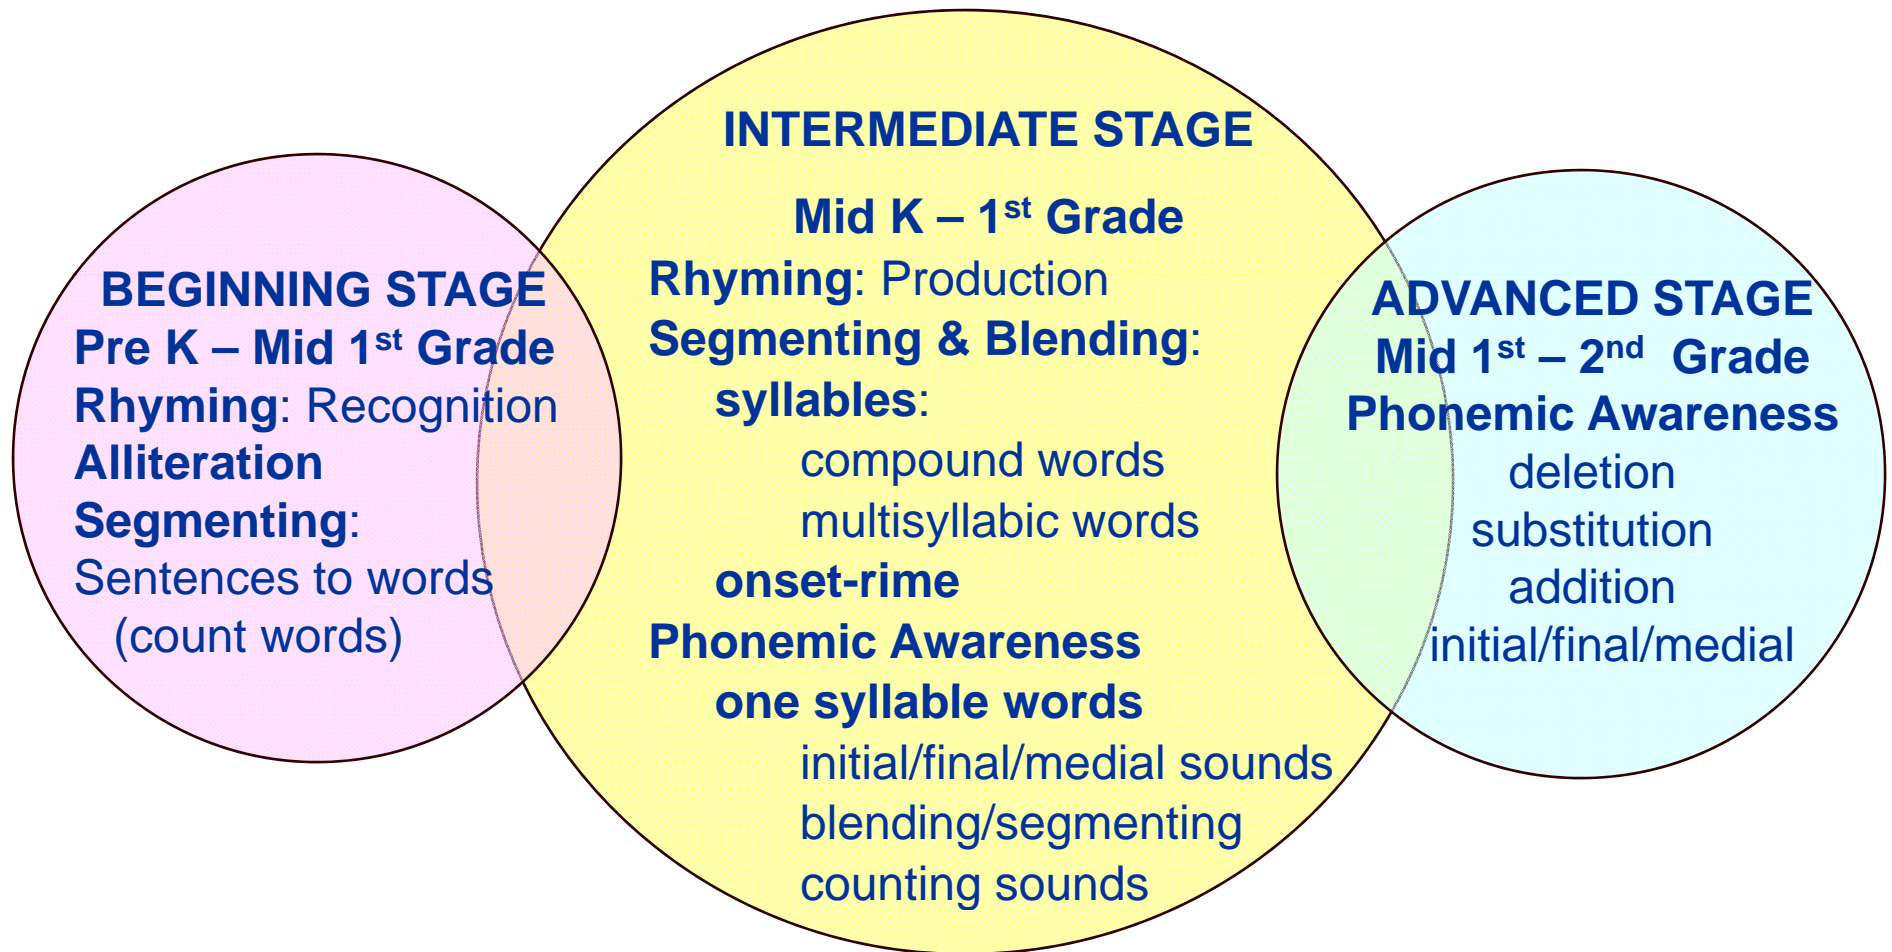 BEGINNING STAGE
Pre K – Mid 1st Grade
Rhyming: Recognition
Alliteration
Segmenting:
Sentences to words
(count words)
INTERMEDIATE STAGE
Mid K – 1st Grade
Rhyming: Production
Segmenting & Blending:
syllables:
compound words
multisyllabic words
onset-rime
Phonemic Awareness
one syllable words
initial/final/medial sounds
blending/segmenting
counting sounds
ADVANCED STAGE
Mid 1st – 2nd Grade
Phonemic Awareness
deletion
substitution
addition
initial/final/medial